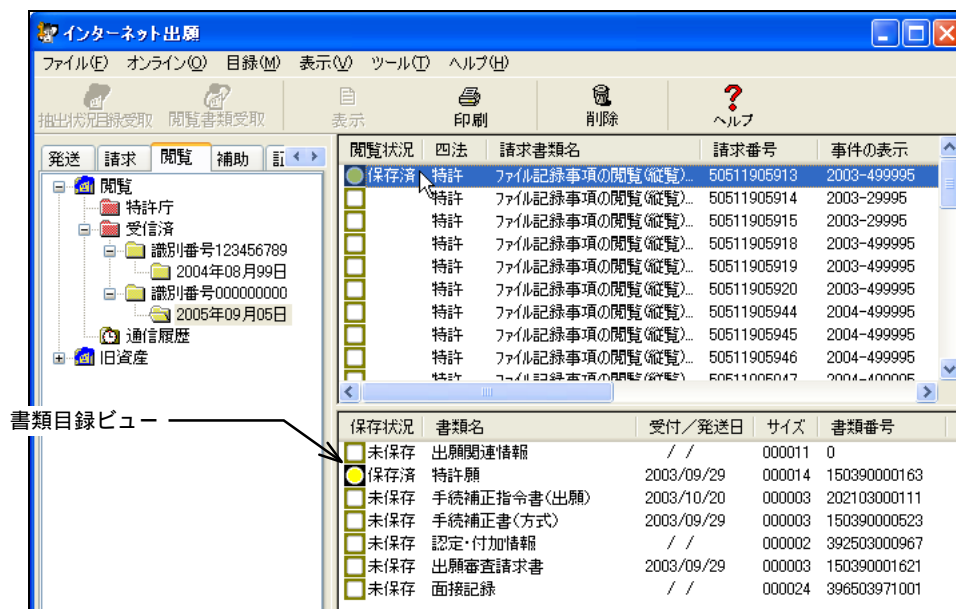 インターネット出願
ファイル(F) オンライン(O) 目録(M) 表示(V) ツール(T) ヘルプ(H)
抽出状況目録受取 閲覧書類受取 表示 印刷 削除 ヘルプ
発送 請求 閲覧 補助
閲覧
特許庁
受信済
識別番号123456789
2004年08月99日
識別番号000000000
2005年09月05日
通信履歴
旧資産
閲覧状況 四法 請求書類名 請求番号 事件の表示
保存済 特許 ファイル記録事項の閲覧(縦覧)... 50511905913 2003-499995
特許 ファイル記録事項の閲覧(縦覧)... 50511905914 2003-29995
特許 ファイル記録事項の閲覧(縦覧)... 50511905915 2003-29995
特許 ファイル記録事項の閲覧(縦覧)... 50511905918 2003-499995
特許 ファイル記録事項の閲覧(縦覧)... 50511905919 2003-499995
特許 ファイル記録事項の閲覧(縦覧)... 50511905920 2003-499995
特許 ファイル記録事項の閲覧(縦覧)... 50511905944 2004-499995
特許 ファイル記録事項の閲覧(縦覧)... 50511905945 2004-499995
特許 ファイル記録事項の閲覧(縦覧)... 50511905946 2004-499995
書類目録ビュー
保存状況 書類名 受付/発送日 サイズ 書類番号
未保存 出願関連情報 / / 000011 0
保存済 特許願 2003/09/29 000014 150390000163
未保存 手続補正指令書(出願) 2003/10/20 000003 202103000111
未保存 手続補正書(方式) 2003/09/29 000003 150390000523
未保存 認定・付加情報 / / 000002 392503000967
未保存 出願審査請求書 2003/09/29 000003 150390001621
未保存 面接記録 / / 000024 396503971001